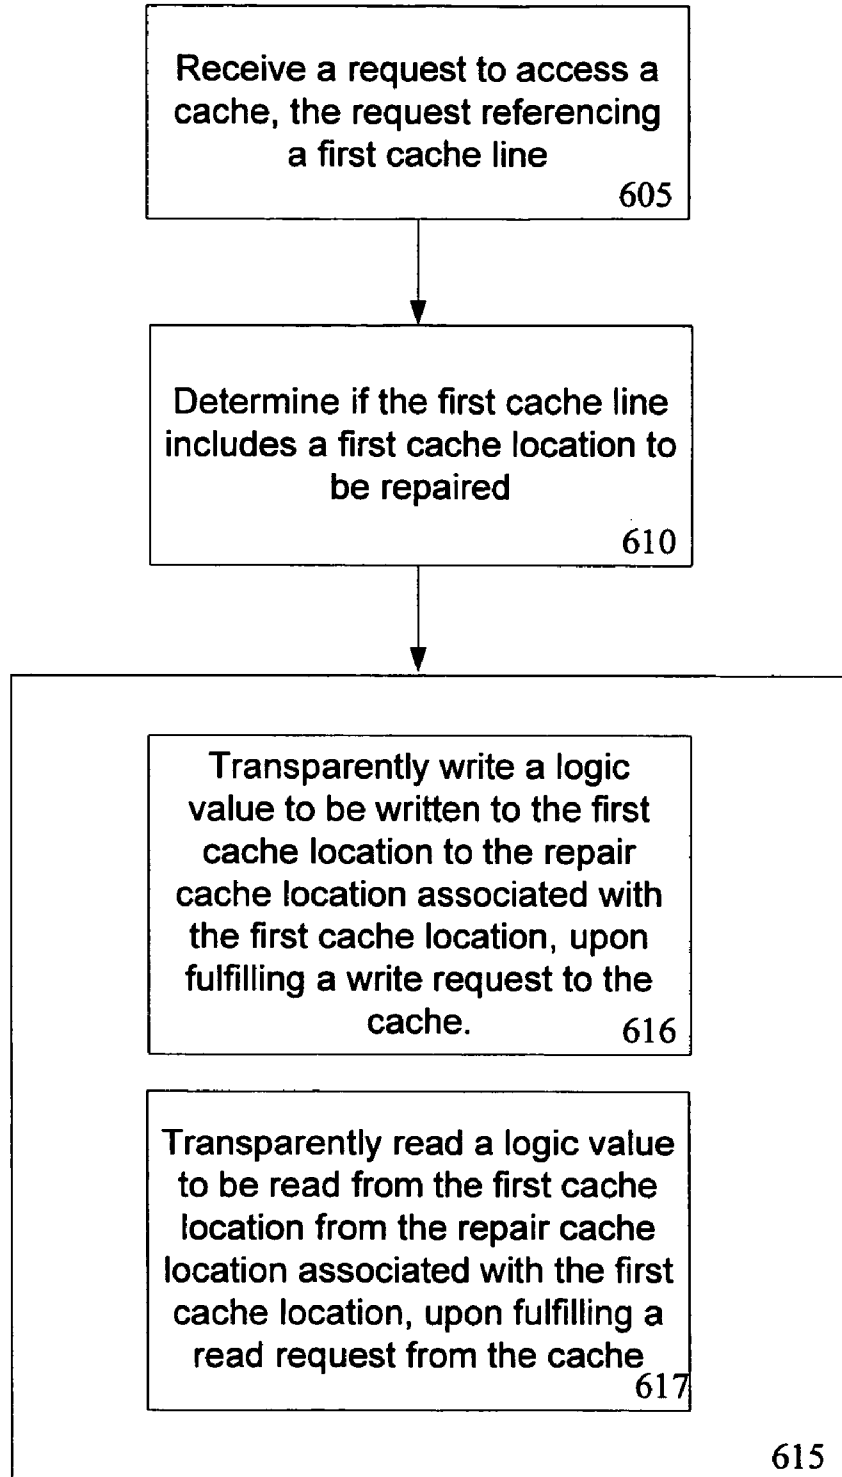 Receive a request to access a
cache, the request referencing
a first cache line
605
Determine if the first cache line
includes a first cache location to
be repaired
610
Transparently write a logic
value to be written to the first
cache location to the repair
cache location associated with
the first cache location, upon
fulfilling a write request to the
cache.
616
Transparently read a logic value
to be read from the first cache
location from the repair cache
location associated with the first
cache location, upon fulfilling a
read request from the cache
617
615